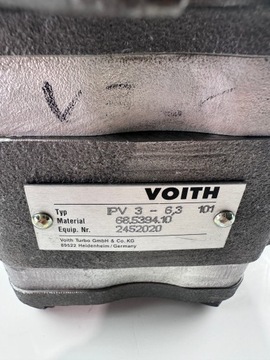 VOITH
Typ IPV 3 - 6,3 101
Material 68.5394.10
Equip. Nr. 2452020
Voith Turbo GmbH & Co. KG
89522 Heidenheim/Germany